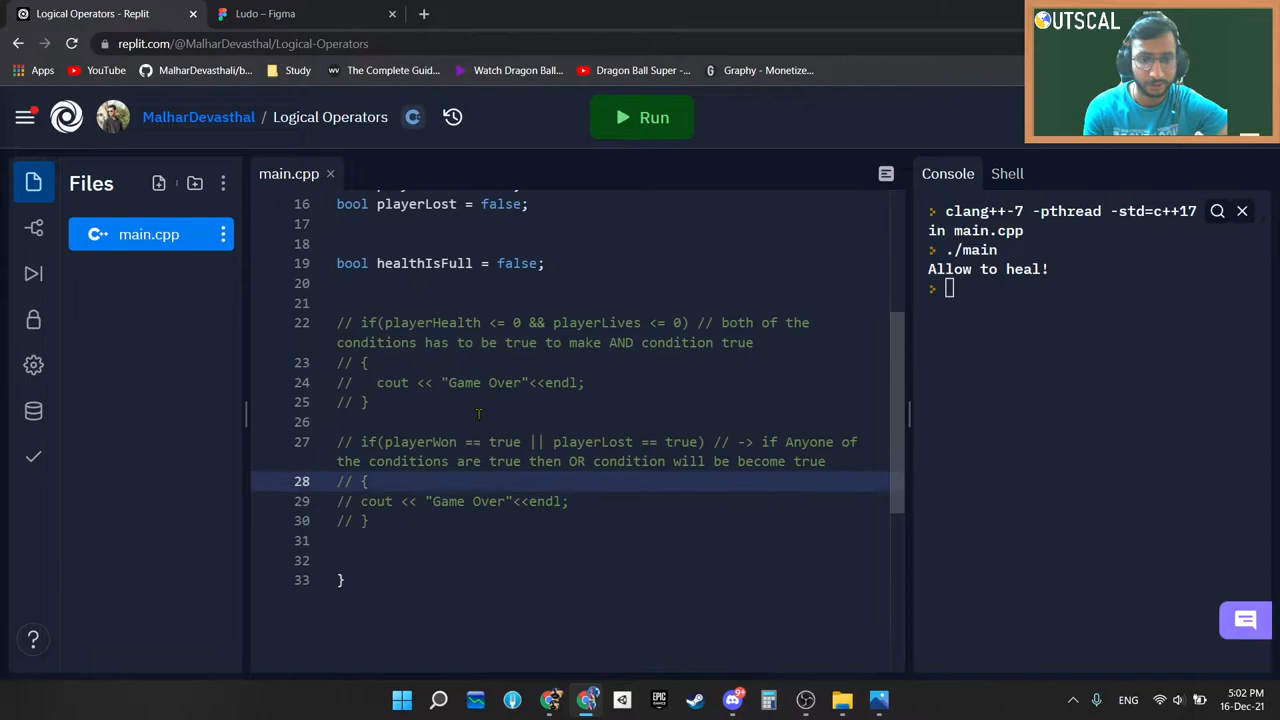 Logical Operators - Replit
Ludo – Figma
OUTSCAL
replit.com/@MalharDevasthal/Logical-Operators
Apps
YouTube
MalharDevasthali/b...
Study
The Complete Guid...
Watch Dragon Ball...
Dragon Ball Super -...
Graphy - Monetize...
MalharDevasthal / Logical Operators
Run
Files
main.cpp
main.cpp
Console
Shell
16 bool playerLost = false;
17
18
19 bool healthIsFull = false;
20
21
22 // if(playerHealth <= 0 && playerLives <= 0) // both of the
conditions has to be true to make AND condition true
23 // {
24 //   cout << "Game Over"<<endl;
25 // }
26
27 // if(playerWon == true || playerLost == true) // -> if Anyone of
the conditions are true then OR condition will be become true
28 // {
29 // cout << "Game Over"<<endl;
30 // }
31
32
33 }
clang++-7 -pthread -std=c++17
in main.cpp
./main
Allow to heal!
ENG
5:02 PM
16-Dec-21